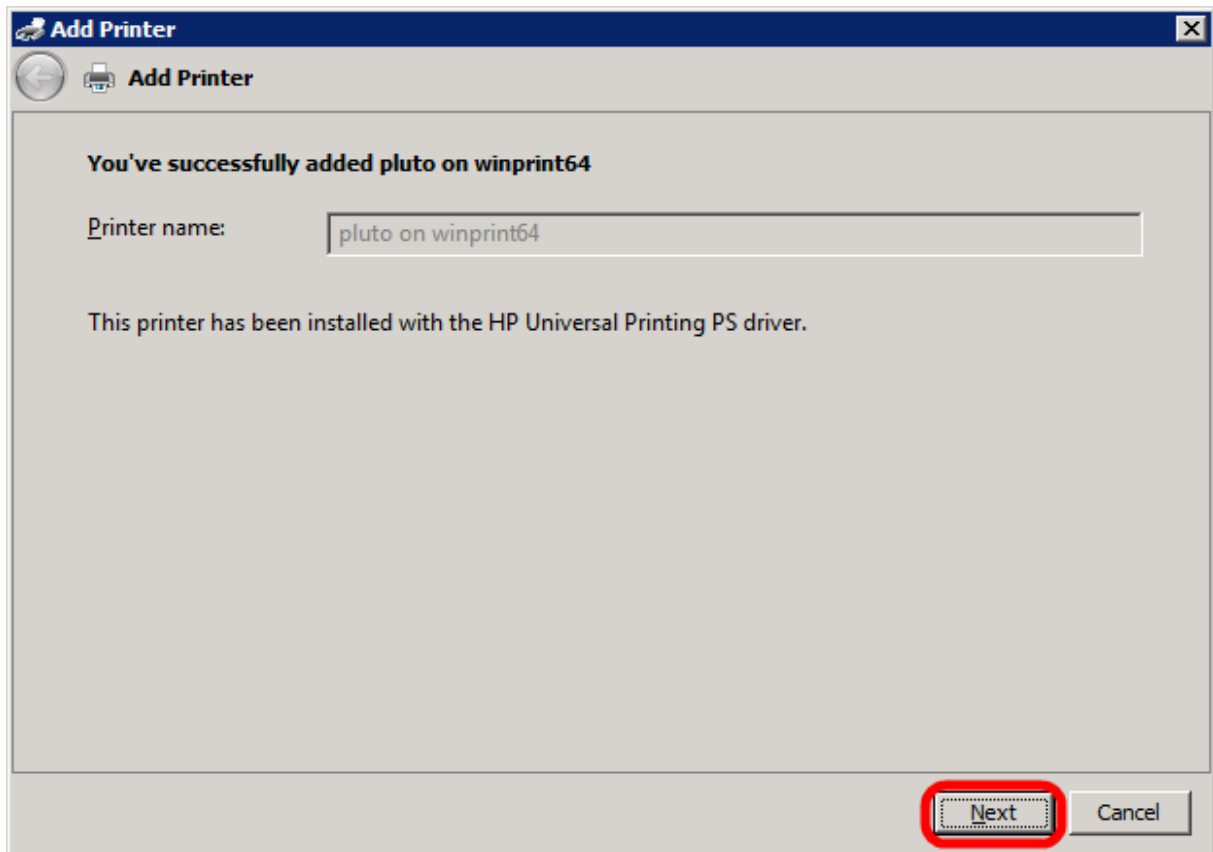 Add Printer
Add Printer
You've successfully added pluto on winprint64
Printer name:
pluto on winprint64
This printer has been installed with the HP Universal Printing PS driver.
Next
Cancel